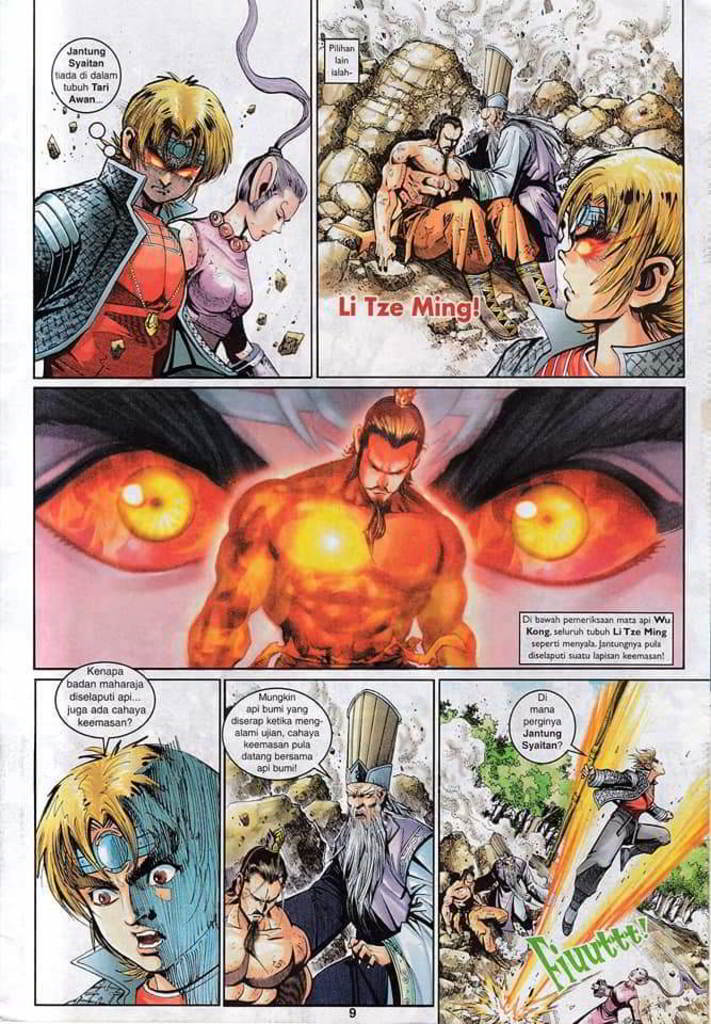 Jantung
Syaitan
tiada di dalam
tubuh Tari
Awan...
Pilihan
lain
ialah-
Li Tze Ming!
Di bawah pemeriksaan mata api Wu
Kong, seluruh tubuh Li Tze Ming
seperti menyala. Jantungnya pula
diselaputi suatu lapisan keemasan!
Kenapa
badan maharaja
diselaputi api...
juga ada cahaya
keemasan?
Mungkin
api bumi yang
diserap ketika meng-
alami ujian, cahaya
keemasan pula
datang bersama
api bumi!
Di
mana
perginya
Jantung
Syaitan?
Fiuuttt!
9